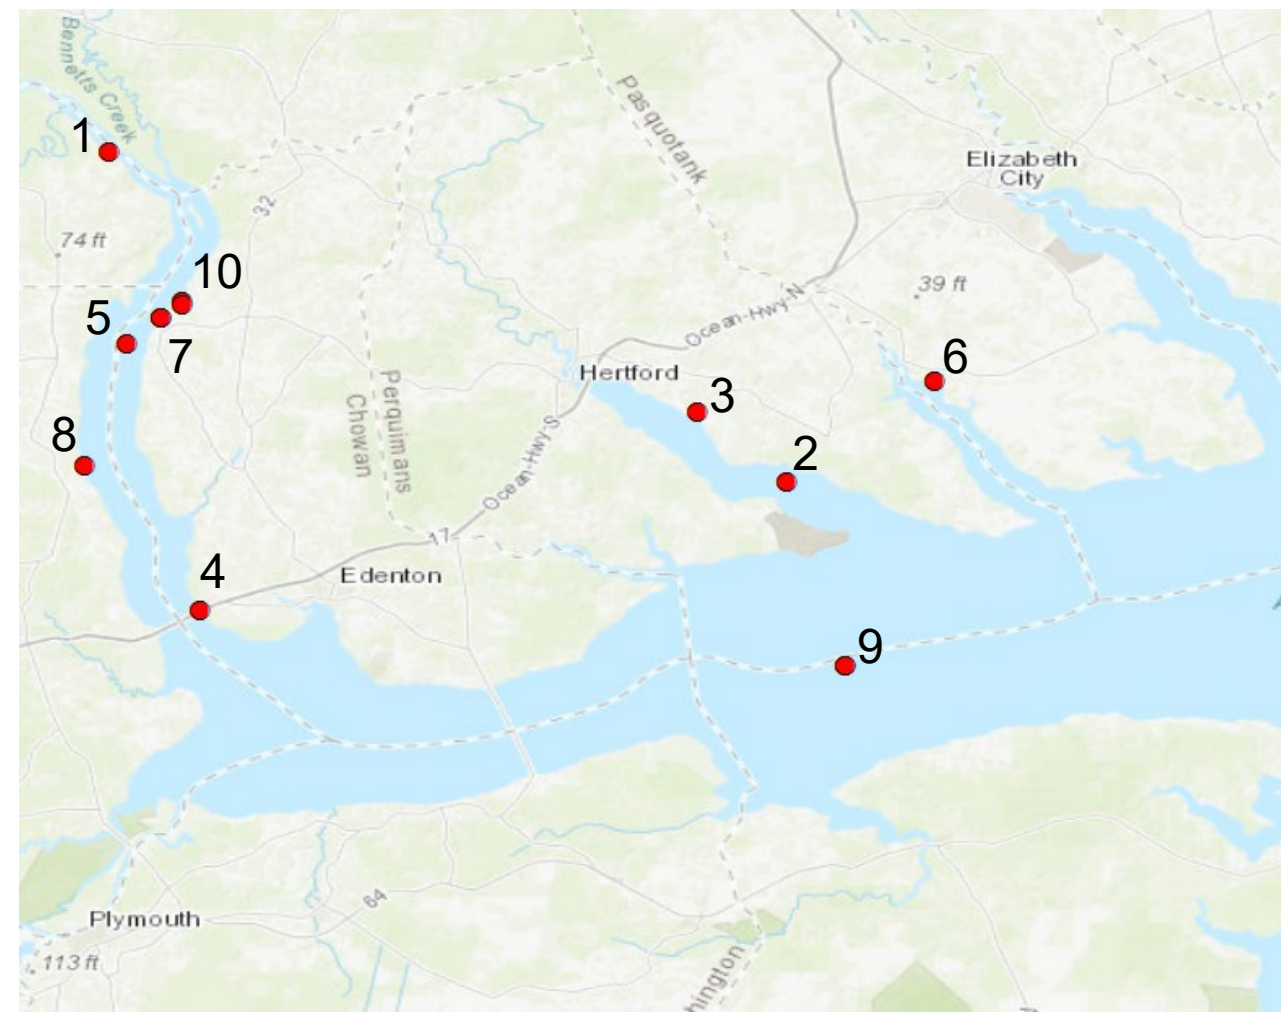 Bennetts Creek
1
Pasquotank
Elizabeth
City
32
74 ft
10
39 ft
5
Ocean-Hwy-N
7
6
Hertford
3
Perquimans
Chowan
8
2
Ocean-Hwy-S
17
4
Edenton
9
64
Plymouth
113 ft
hington